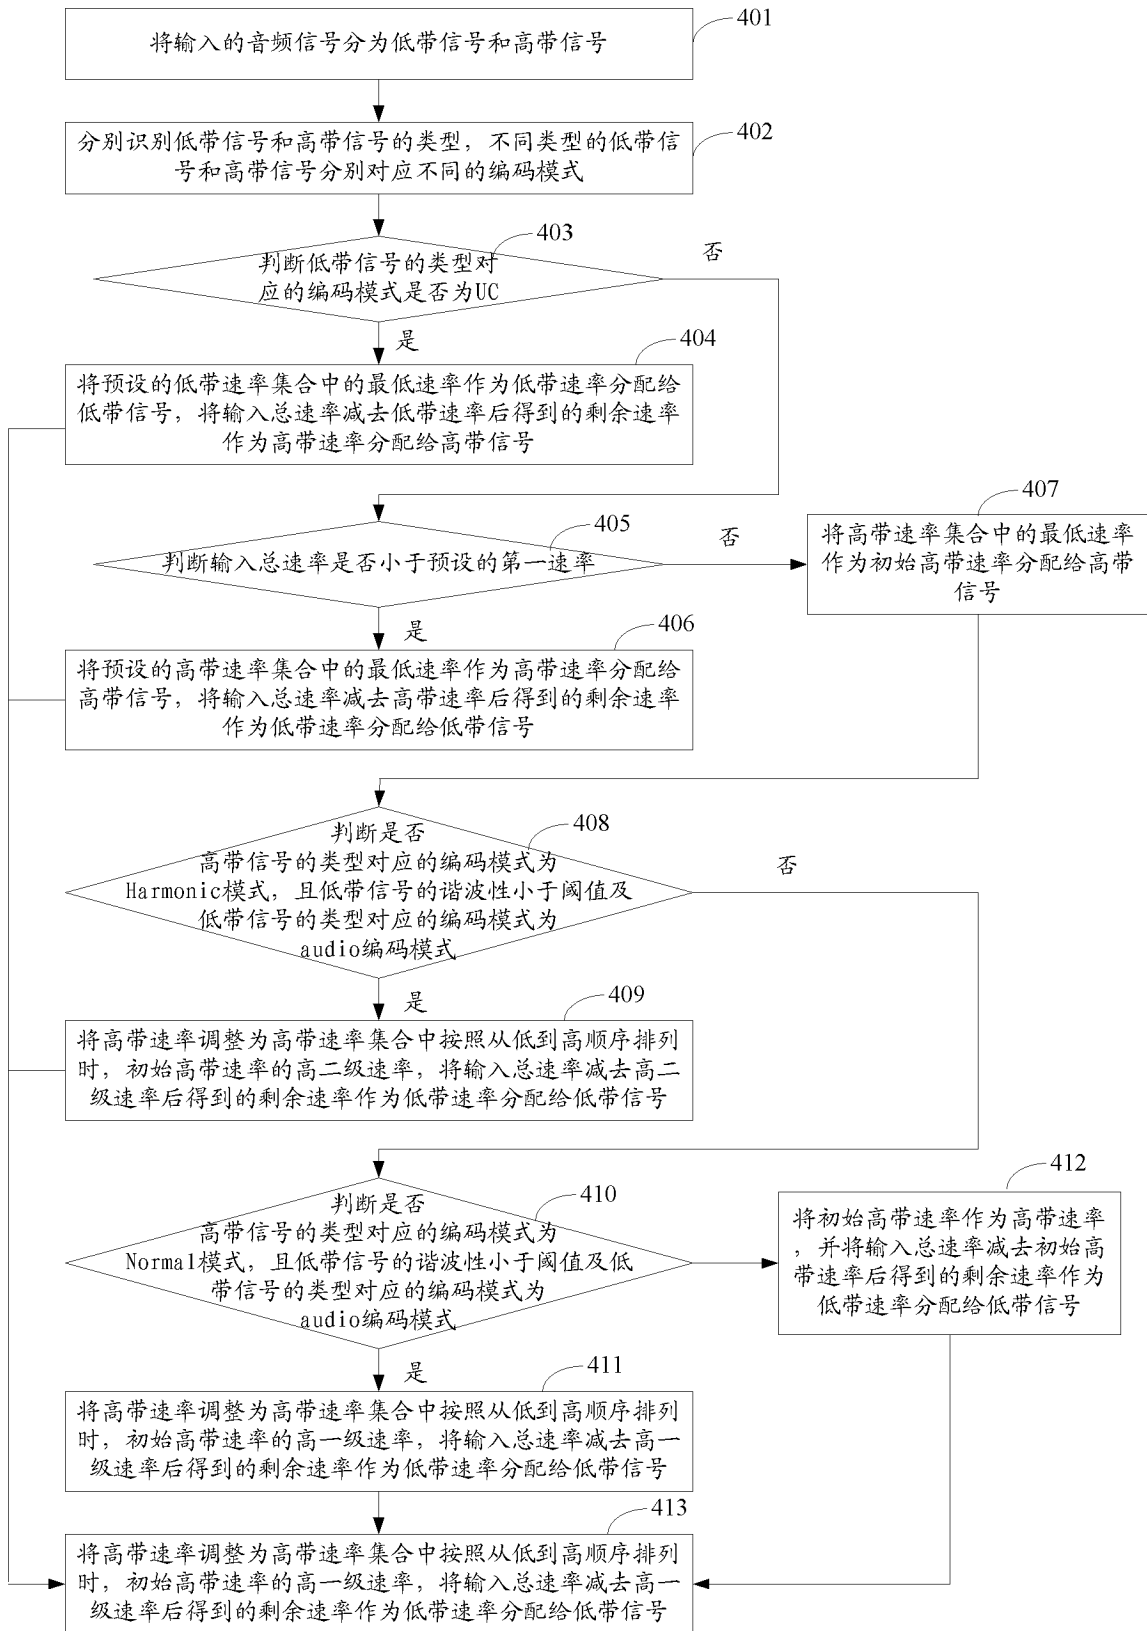 401
将输入的音频信号分为低带信号和高带信号
402
分别识别低带信号和高带信号的类型，不同类型的低带信
号和高带信号分别对应不同的编码模式
403
否
判断低带信号的类型对
应的编码模式是否为UC
是
404
将预设的低带速率集合中的最低速率作为低带速率分配给
低带信号，将输入总速率减去低带速率后得到的剩余速率
作为高带速率分配给高带信号
407
405
否
将高带速率集合中的最低速率
作为初始高带速率分配给高带
信号
判断输入总速率是否小于预设的第一速率
是
406
将预设的高带速率集合中的最低速率作为高带速率分配给
高带信号，将输入总速率减去高带速率后得到的剩余速率
作为低带速率分配给低带信号
408
判断是否
高带信号的类型对应的编码模式为
Harmonic模式，且低带信号的谐波性小于阈值及
低带信号的类型对应的编码模式为
audio编码模式
否
是
409
将高带速率调整为高带速率集合中按照从低到高顺序排列
时，初始高带速率的高二级速率，将输入总速率减去高二
级速率后得到的剩余速率作为低带速率分配给低带信号
412
410
判断是否
高带信号的类型对应的编码模式为
Normal模式，且低带信号的谐波性小于阈值及低
带信号的类型对应的编码模式为
audio编码模式
将初始高带速率作为高带速率
，并将输入总速率减去初始高
带速率后得到的剩余速率作为
低带速率分配给低带信号
是
411
将高带速率调整为高带速率集合中按照从低到高顺序排列
时，初始高带速率的高一级速率，将输入总速率减去高一
级速率后得到的剩余速率作为低带速率分配给低带信号
413
将高带速率调整为高带速率集合中按照从低到高顺序排列
时，初始高带速率的高一级速率，将输入总速率减去高一
级速率后得到的剩余速率作为低带速率分配给低带信号